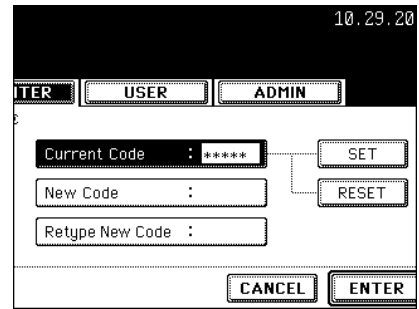 10.29.20
ITER USER ADMIN
Current Code : ***** SET
New Code : RESET
Retype New Code :
CANCEL ENTER